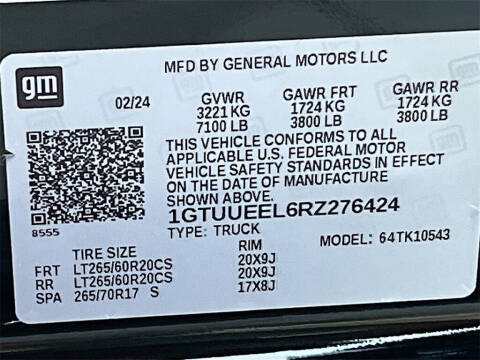 MFD BY GENERAL MOTORS LLC
gm
02/24
GVWR GAWR FRT GAWR RR
3221 KG 1724 KG 1724 KG
7100 LB 3800 LB 3800 LB
THIS VEHICLE CONFORMS TO ALL
APPLICABLE U.S. FEDERAL MOTOR
VEHICLE SAFETY STANDARDS IN EFFECT
ON THE DATE OF MANUFACTURE
SHOWN ABOVE.
1GTUUEEL6RZ276424
8555
TYPE: TRUCK MODEL: 64TK10543
TIRE SIZE RIM
FRT LT265/60R20CS 20X9J
RR LT265/60R20CS 20X9J
SPA 265/70R17 S 17X8J